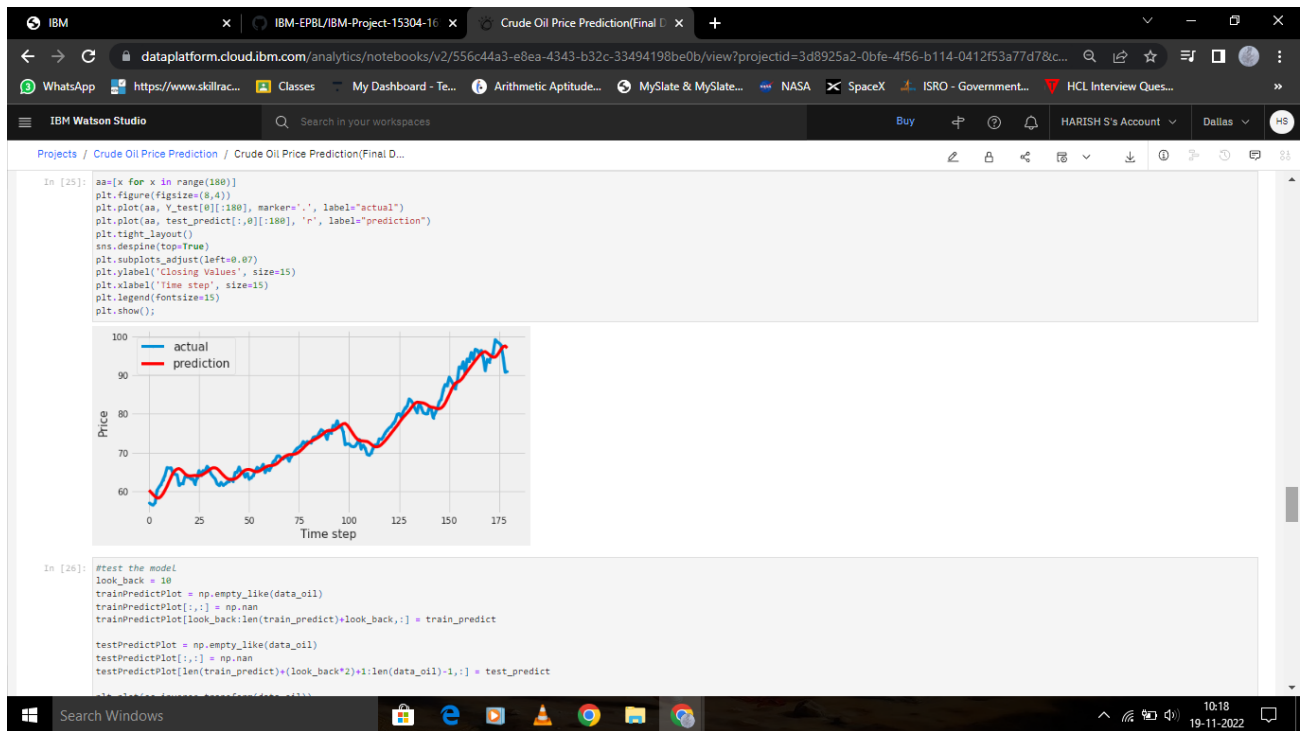 IBM
IBM-EPBL/IBM-Project-15304-16
Crude Oil Price Prediction(Final D
dataplatform.cloud.ibm.com/analytics/notebooks/v2/556c44a3-e8ea-4343-b32c-33494198be0b/view?projectid=3d8925a2-0bfe-4f56-b114-0412f53a77d7&c...
WhatsApp https://www.skillrac... Classes My Dashboard - Te... Arithmetic Aptitude... MySlate & MySlate... NASA SpaceX ISRO - Government... HCL Interview Ques... »
IBM Watson Studio Search in your workspaces Buy HARISH S's Account Dallas HS
Projects / Crude Oil Price Prediction / Crude Oil Price Prediction(Final D...
In [25]: aa=[x for x in range(180)]
plt.figure(figsize=(8,4))
plt.plot(aa, Y_test[0][:180], marker='.', label="actual")
plt.plot(aa, test_predict[:,0][:180], 'r', label="prediction")
plt.tight_layout()
sns.despine(top=True)
plt.subplots_adjust(left=0.07)
plt.ylabel('Closing Values', size=15)
plt.xlabel('Time step', size=15)
plt.legend(fontsize=15)
plt.show();
100
90
80
70
60
Price
actual
prediction
0 25 50 75 100 125 150 175
Time step
In [26]: #test the model
look_back = 10
trainPredictPlot = np.empty_like(data_oil)
trainPredictPlot[:,:] = np.nan
trainPredictPlot[look_back:len(train_predict)+look_back,:] = train_predict
testPredictPlot = np.empty_like(data_oil)
testPredictPlot[:,:] = np.nan
testPredictPlot[len(train_predict)+(look_back*2)+1:len(data_oil)-1,:] = test_predict
Search Windows
10:18
19-11-2022